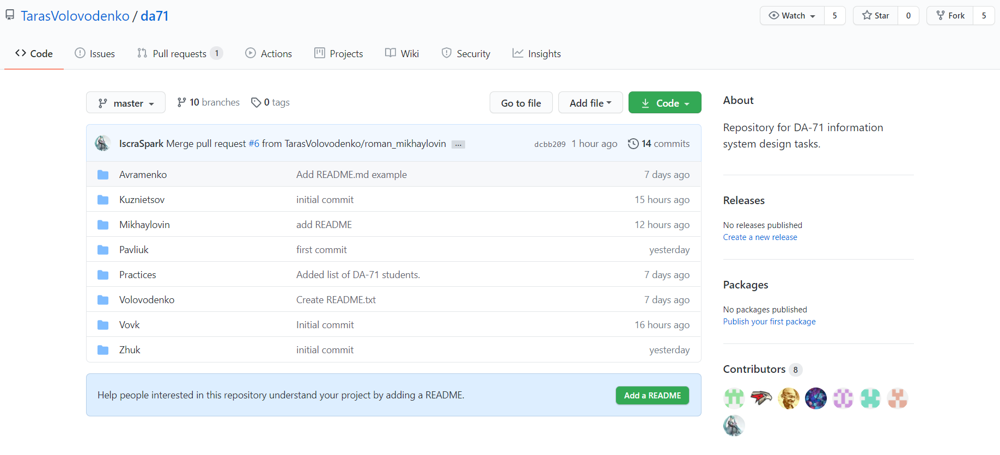 TarasVolovodenko / da71
Watch 5 Star 0 Fork 5
Code Issues Pull requests 1 Actions Projects Wiki Security Insights
master 10 branches 0 tags Go to file Add file Code
IscraSpark Merge pull request #6 from TarasVolovodenko/roman_mikhaylovin ... dcbb209 1 hour ago 14 commits
Avramenko Add README.md example 7 days ago
Kuznietsov initial commit 15 hours ago
Mikhaylovin add README 12 hours ago
Pavliuk first commit yesterday
Practices Added list of DA-71 students. 7 days ago
Volovodenko Create README.txt 7 days ago
Vovk Initial commit 16 hours ago
Zhuk initial commit yesterday
Help people interested in this repository understand your project by adding a README. Add a README
About
Repository for DA-71 information
system design tasks.
Releases
No releases published
Create a new release
Packages
No packages published
Publish your first package
Contributors 8